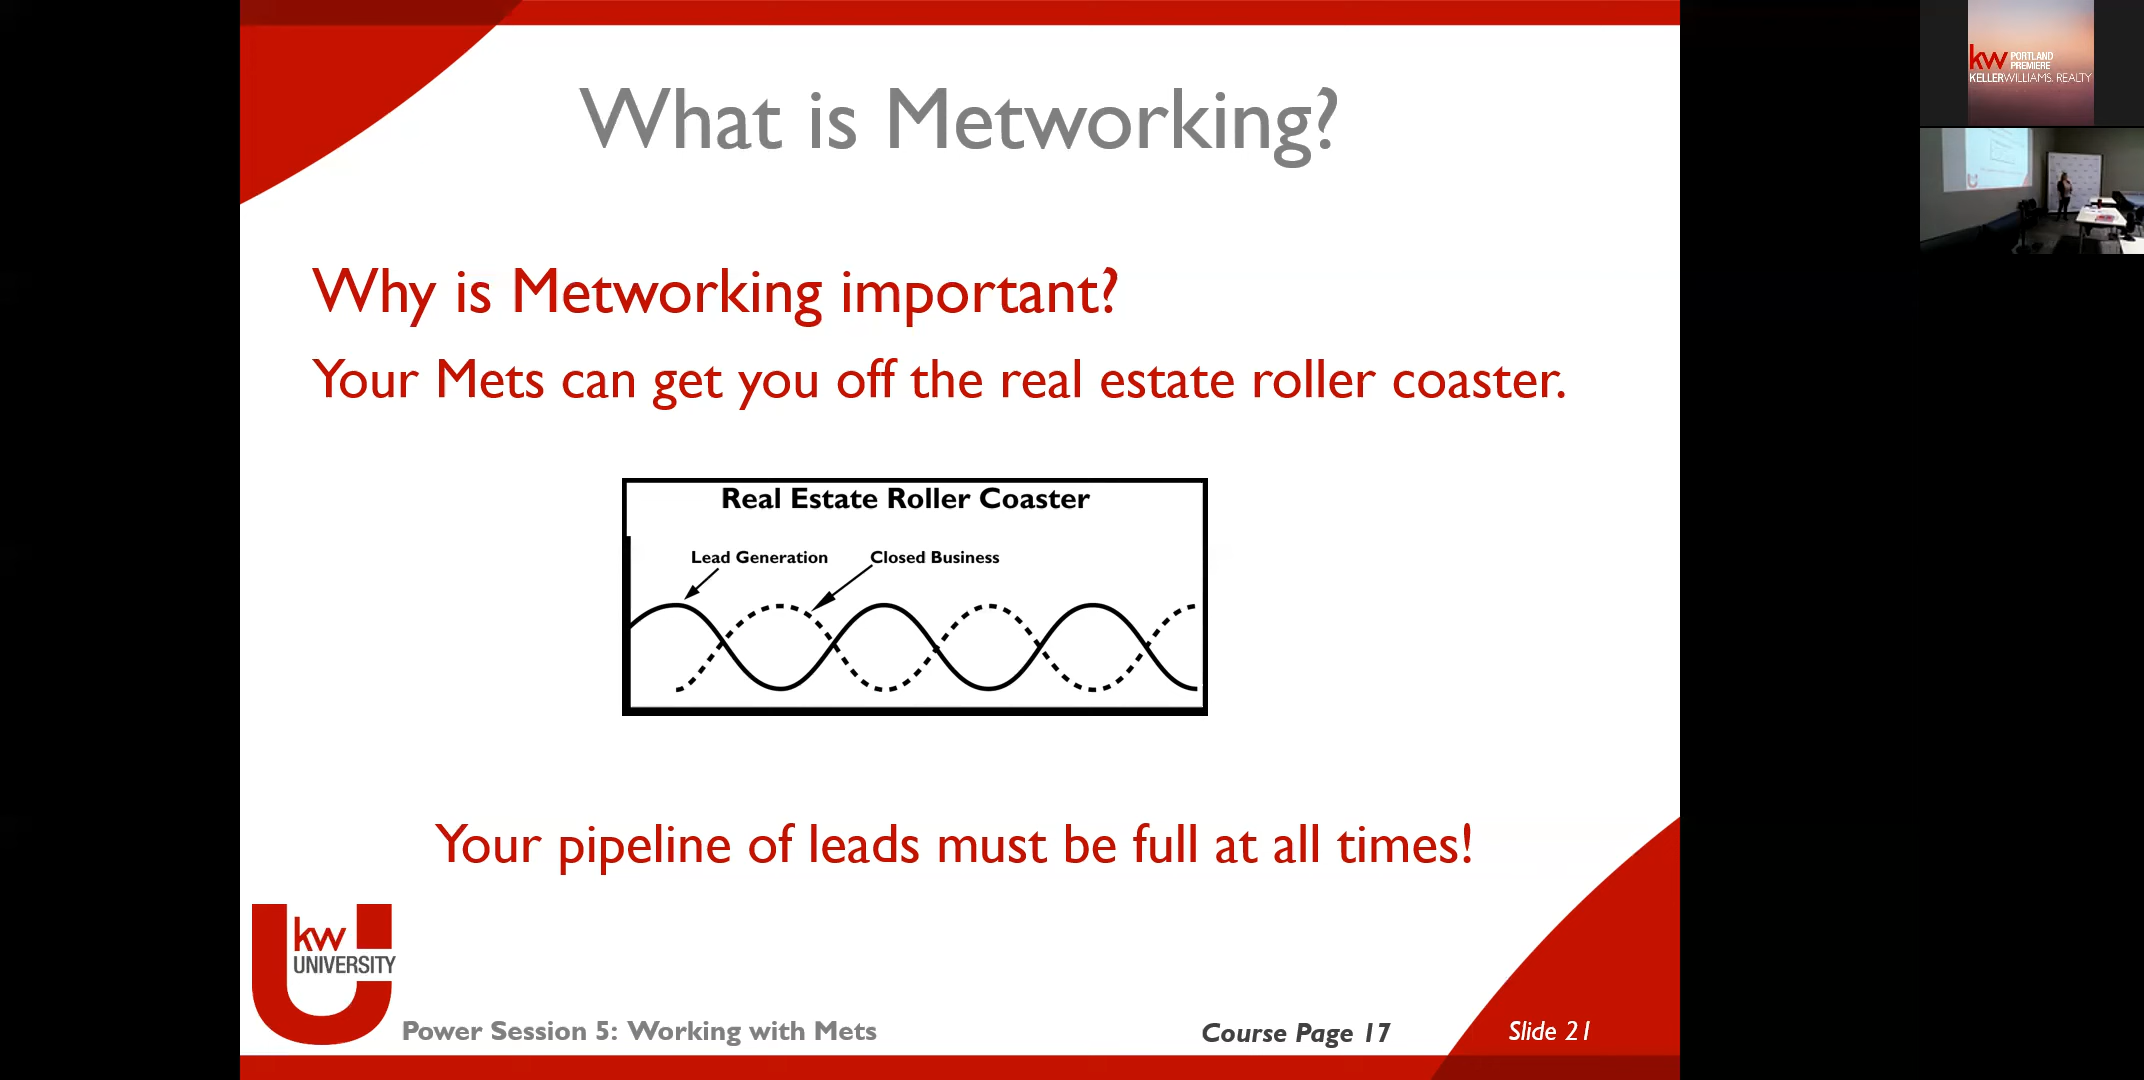 What is Metworking?
Why is Metworking important?
Your Mets can get you off the real estate roller coaster.
Real Estate Roller Coaster
Lead Generation
Closed Business
Your pipeline of leads must be full at all times!
kw
UNIVERSITY
Power Session 5: Working with Mets
Course Page 17
Slide 21
kw PORTLAND
PREMIERE
KELLERWILLIAMS. REALTY